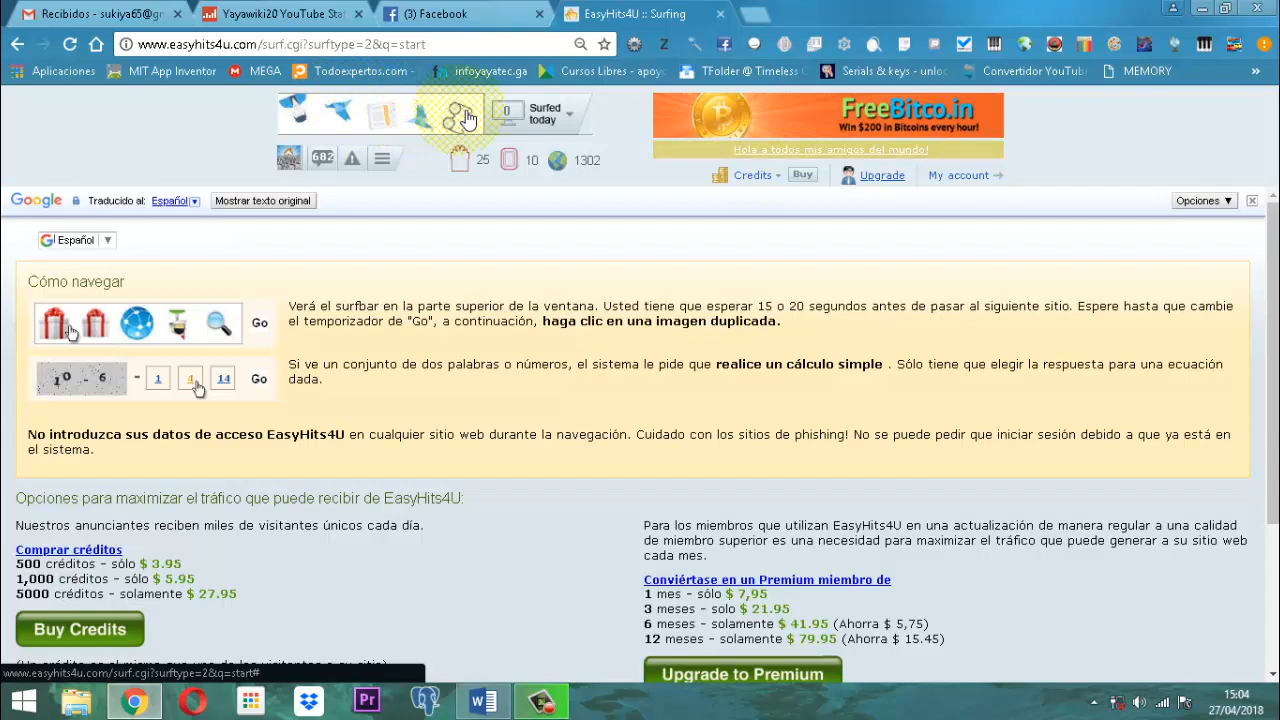 Recibidos - sukiya65@gm
Yayawiki20 YouTube Stat
(3) Facebook
EasyHits4U :: Surfing
www.easyhits4u.com/surf.cgi?surftype=2&q=start
Aplicaciones
MIT App Inventor
MEGA
Todoexpertos.com -
infoyayatec.ga
Cursos Libres - apoyo
TFolder @ Timeless
Serials & keys - unloc
Convertidor YouTube
MEMORY
0 Surfed today
FreeBitco.in
Win $200 in Bitcoins every hour!
Hola a todos mis amigos del mundo!
682
25
10
1302
Credits
Buy
Upgrade
My account
Google Traducido al: Español Mostrar texto original
Opciones ▼
Español ▼
Cómo navegar
Go
Verá el surfbar en la parte superior de la ventana. Usted tiene que esperar 15 o 20 segundos antes de pasar al siguiente sitio. Espere hasta que cambie
el temporizador de "Go", a continuación, haga clic en una imagen duplicada.
10 - 6 - 1 4 14 Go
Si ve un conjunto de dos palabras o números, el sistema le pide que realice un cálculo simple . Sólo tiene que elegir la respuesta para una ecuación
dada.
No introduzca sus datos de acceso EasyHits4U en cualquier sitio web durante la navegación. Cuidado con los sitios de phishing! No se puede pedir que iniciar sesión debido a que ya está en
el sistema.
Opciones para maximizar el tráfico que puede recibir de EasyHits4U:
Nuestros anunciantes reciben miles de visitantes únicos cada día.
Comprar créditos
500 créditos - sólo $ 3.95
1,000 créditos - sólo $ 5.95
5000 créditos - solamente $ 27.95
Buy Credits
Para los miembros que utilizan EasyHits4U en una actualización de manera regular a una calidad
de miembro superior es una necesidad para maximizar el tráfico que puede generar a su sitio web
cada mes.
Conviértase en un Premium miembro de
1 mes - sólo $ 7,95
3 meses - solo $ 21.95
6 meses - solamente $ 41.95 (Ahorra $ 5,75)
12 meses - solamente $ 79.95 (Ahorra $ 15.45)
Upgrade to Premium
www.easyhits4u.com/surf.cgi?surftype=2&q=start#
Pr
15:04
27/04/2018